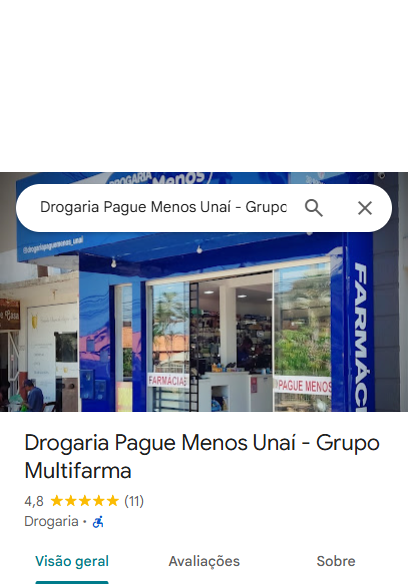 DROGARIA
Menos
Drogaria Pague Menos Unaí - Grupo
@drogariapaguemenos_unai
FARMÁCI
FARMACIAS
PAGUE MENOS
Drogaria Pague Menos Unaí - Grupo
Multifarma
4,8 ★★★★★ (11)
Drogaria ·
Visão geral
Avaliações
Sobre